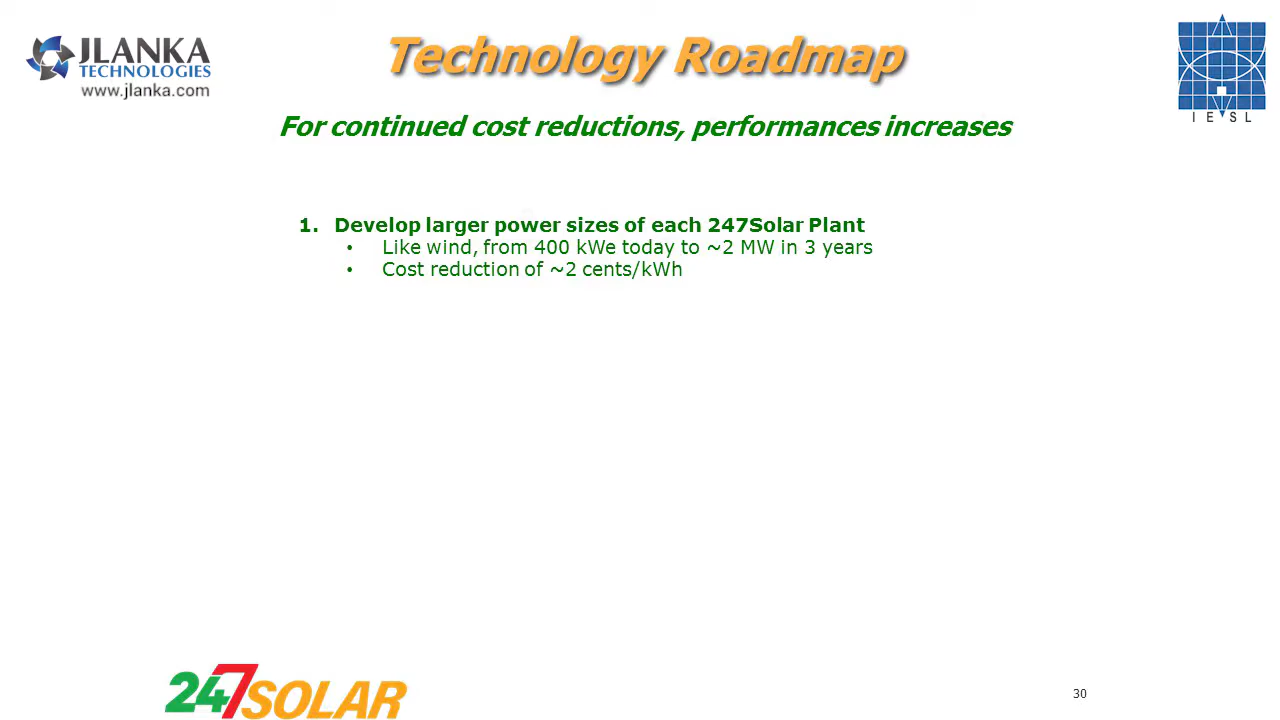 JLANKA
TECHNOLOGIES
www.jlanka.com
Technology Roadmap
I E S L
For continued cost reductions, performances increases
1. Develop larger power sizes of each 247Solar Plant
• Like wind, from 400 kWe today to ~2 MW in 3 years
• Cost reduction of ~2 cents/kWh
247SOLAR
30